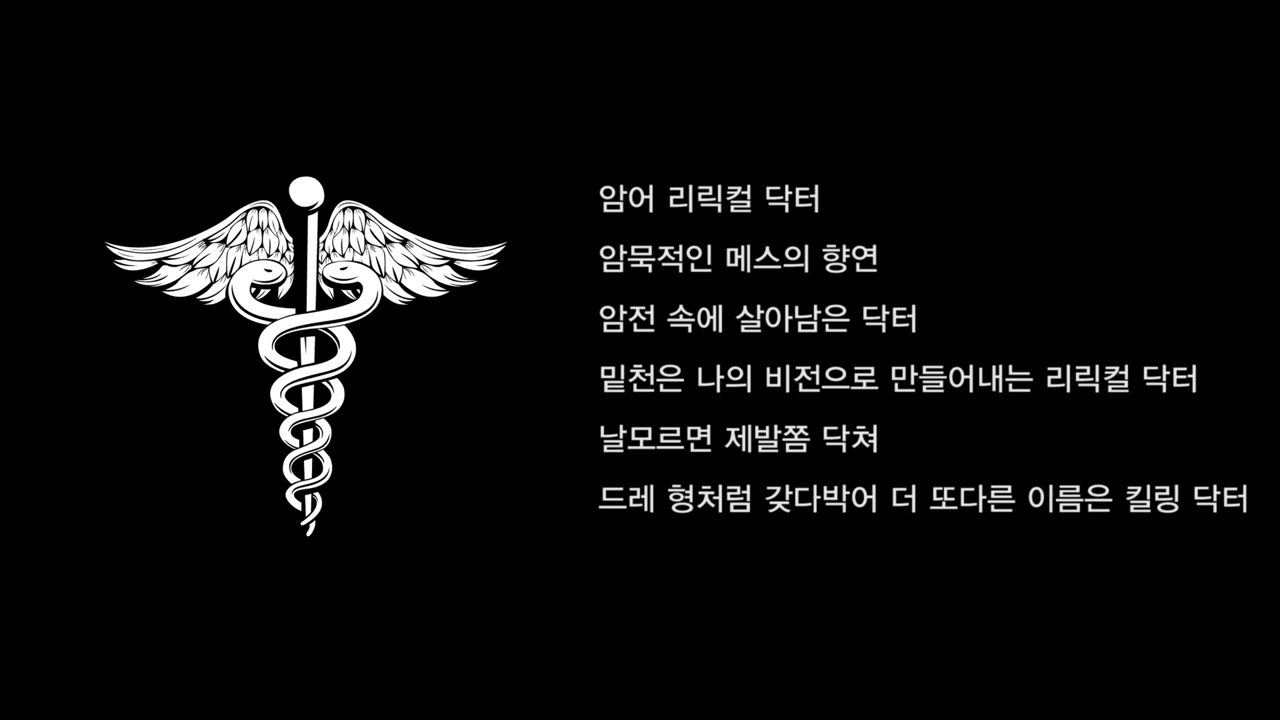 암어 리릭컬 닥터
암묵적인 메스의 향연
암전 속에 살아남은 닥터
밑천은 나의 비전으로 만들어내는 리릭컬 닥터
날모르면 제발쫌 닥쳐
드레 형처럼 갖다박어 더 또다른 이름은 킬링 닥터